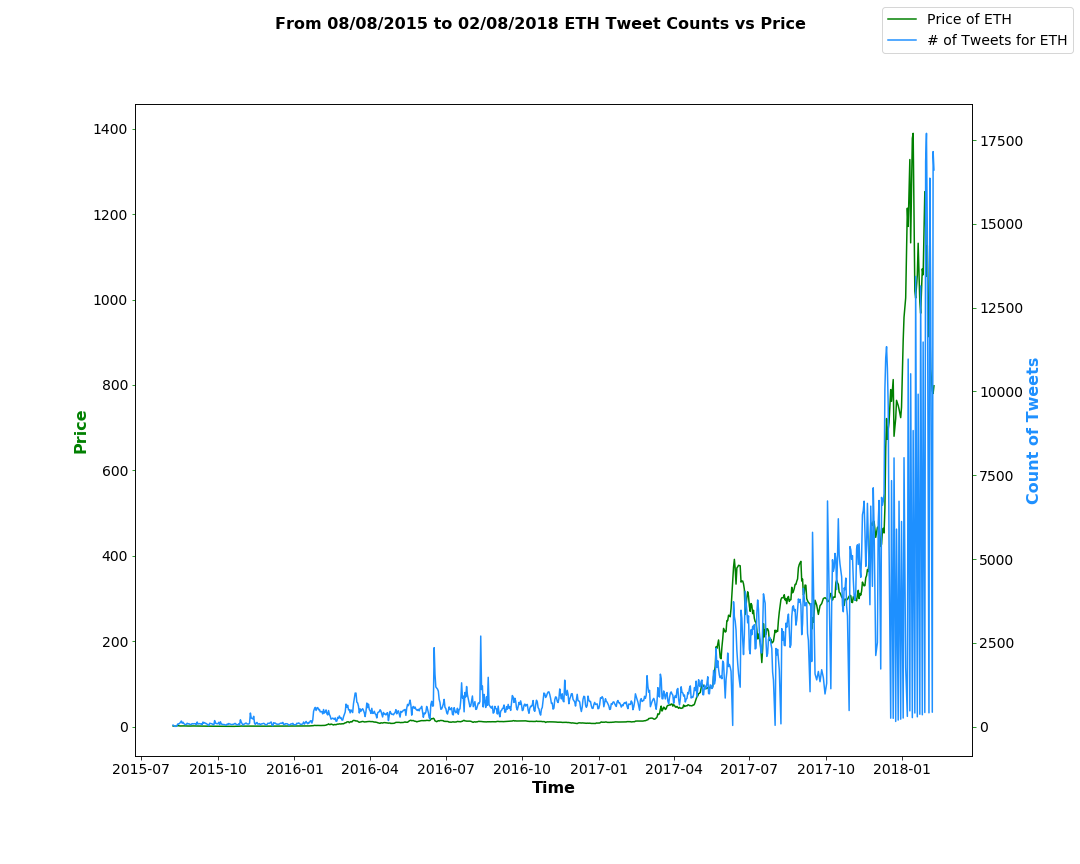 From 08/08/2015 to 02/08/2018 ETH Tweet Counts vs Price
Price of ETH
# of Tweets for ETH
1400
1200
1000
800
600
400
200
0
Price
17500
15000
12500
10000
7500
5000
2500
0
Count of Tweets
2015-07 2015-10 2016-01 2016-04 2016-07 2016-10 2017-01 2017-04 2017-07 2017-10 2018-01
Time